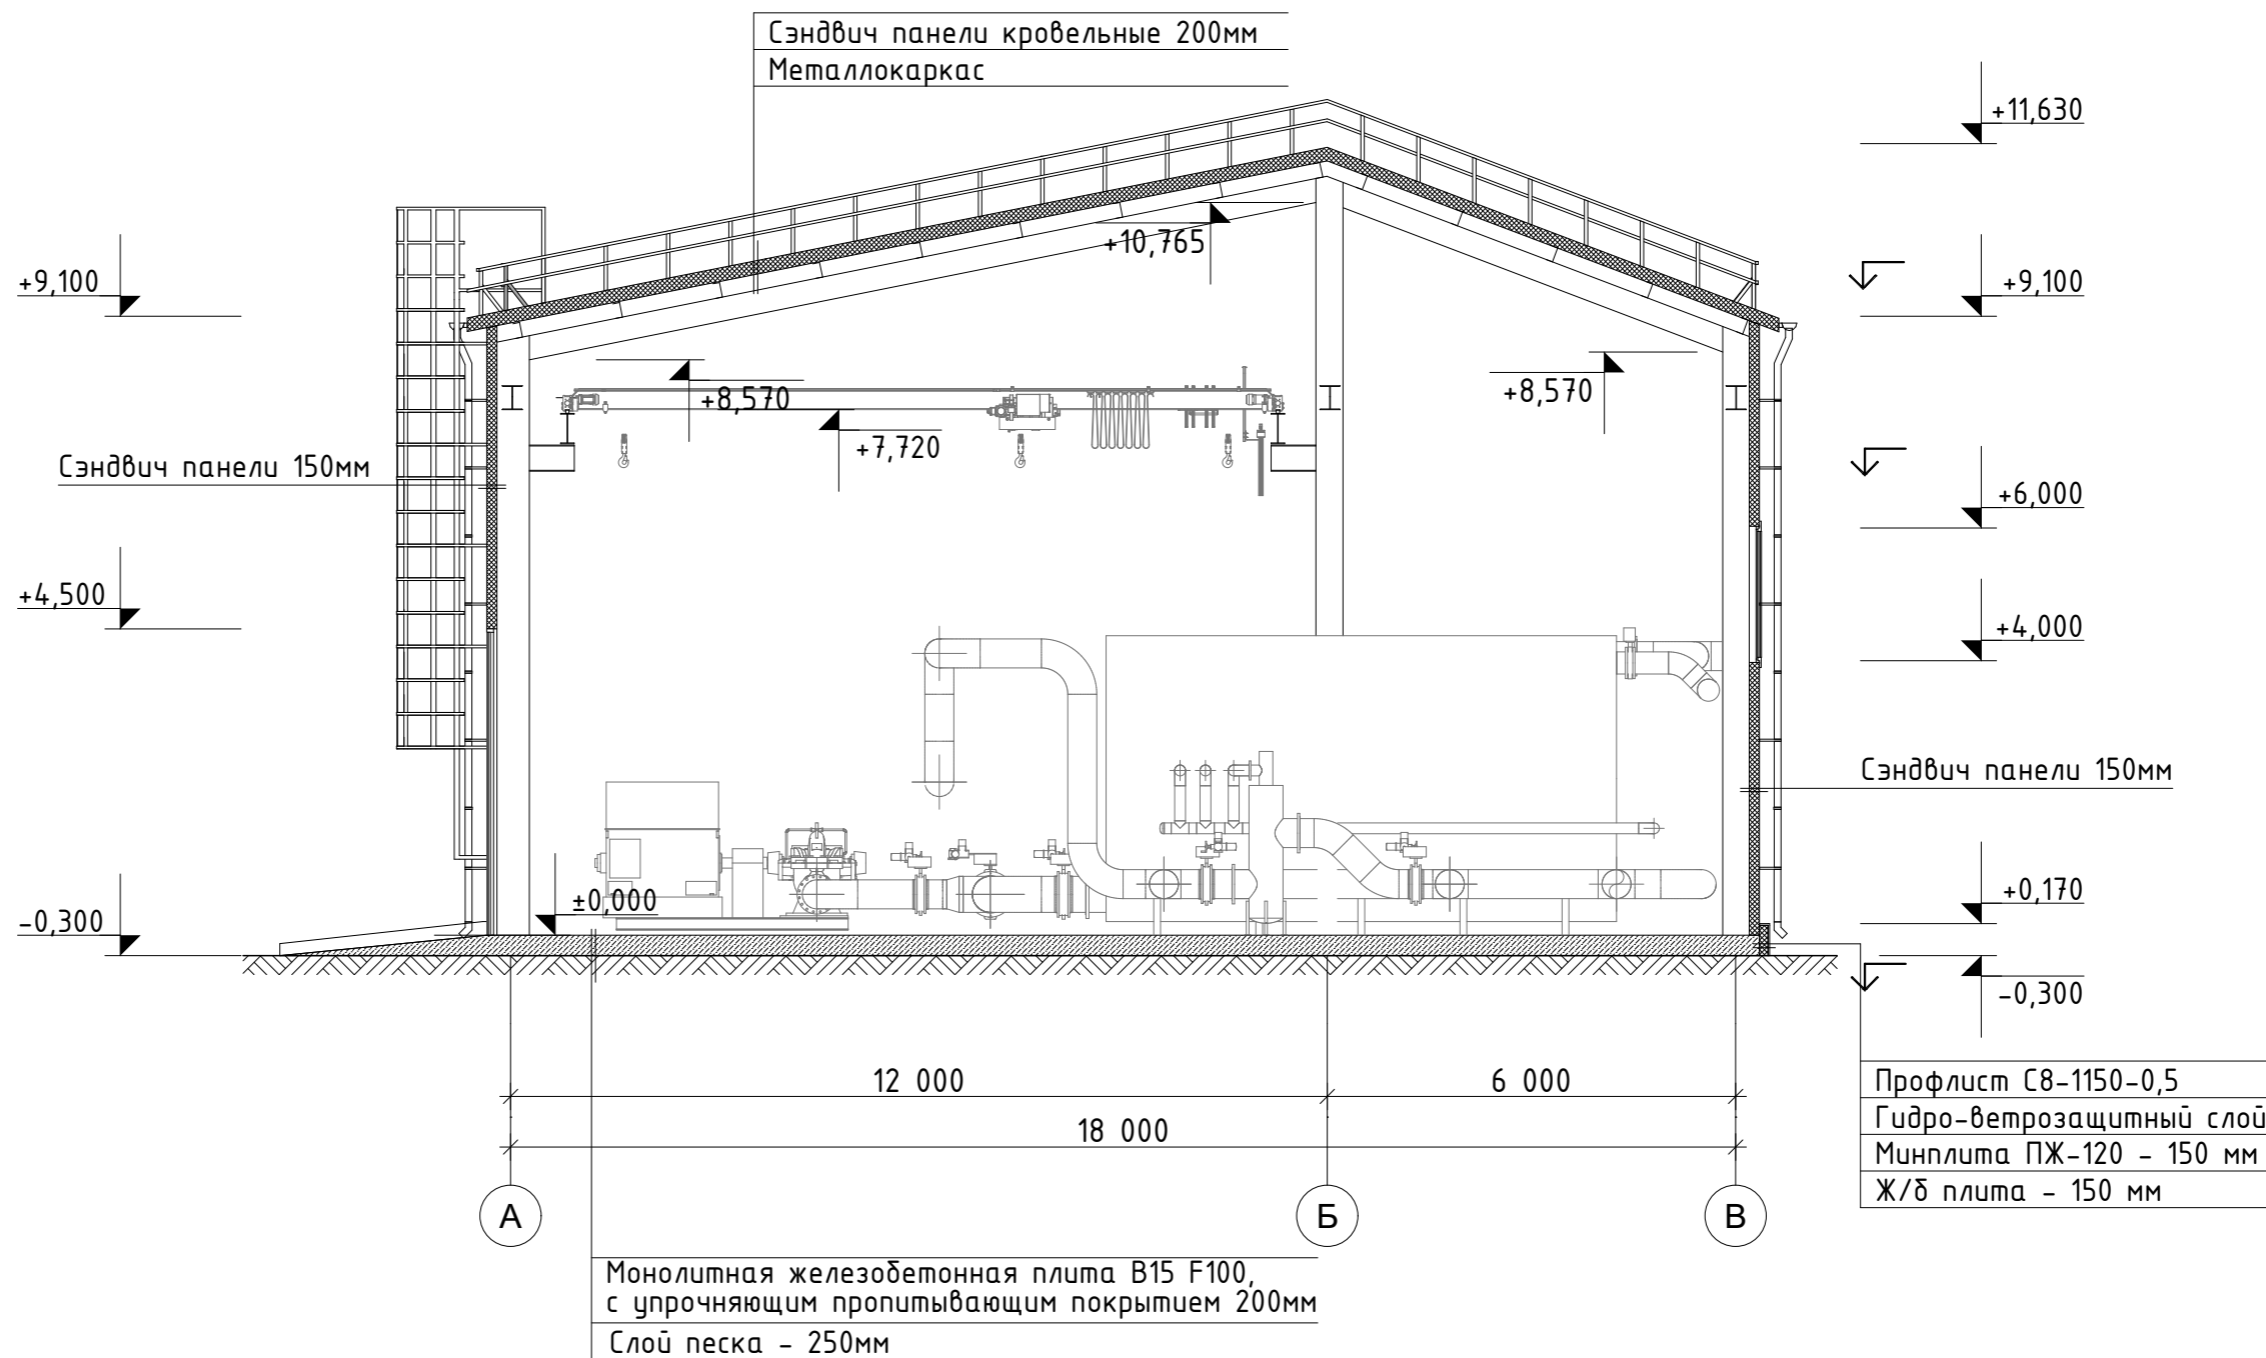 Сэндвич панели кровельные 200мм
Металлокаркас
+11,630
+10,765
+9,100
+9,100
+8,570
+8,570
+7,720
Сэндвич панели 150мм
+6,000
+4,500
+4,000
Сэндвич панели 150мм
±0,000
+0,170
-0,300
-0,300
12 000
6 000
18 000
Профлист С8-1150-0,5
Гидро-ветрозащитный слой
Минплита ПЖ-120 - 150 мм
Ж/б плита - 150 мм
А
Б
В
Монолитная железобетонная плита В15 F100,
с упрочняющим пропитывающим покрытием 200мм
Слой песка - 250мм